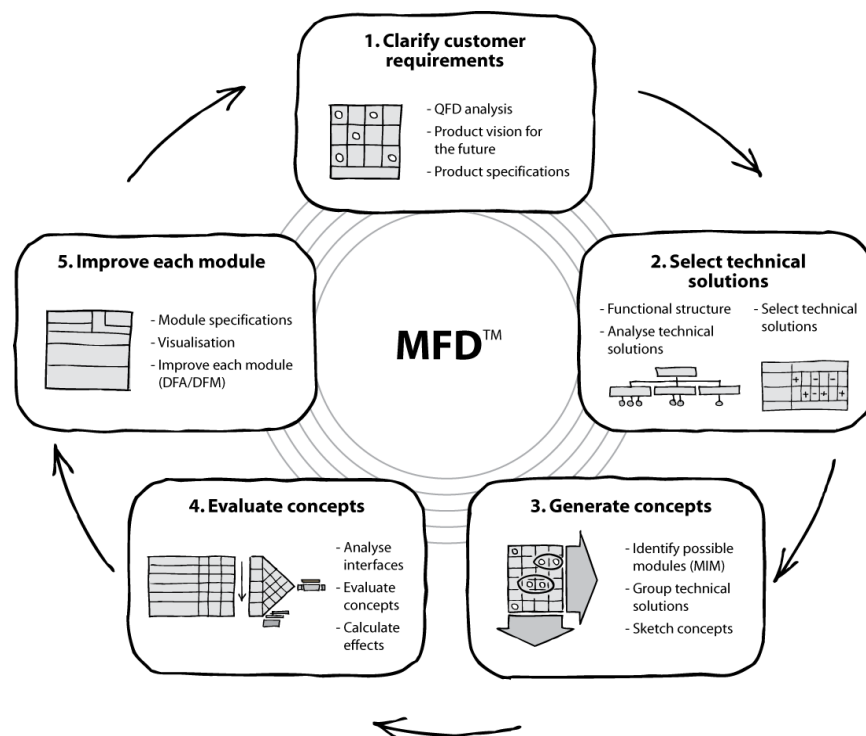 1. Clarify customer
requirements
- QFD analysis
- Product vision for
the future
- Product specifications
2. Select technical
solutions
- Functional structure
- Analyse technical
solutions
- Select technical
solutions
+ - -
+ - + - +
3. Generate concepts
- Identify possible
modules (MIM)
- Group technical
solutions
- Sketch concepts
4. Evaluate concepts
- Analyse
interfaces
- Evaluate
concepts
- Calculate
effects
5. Improve each module
- Module specifications
- Visualisation
- Improve each module
(DFA/DFM)
MFD™